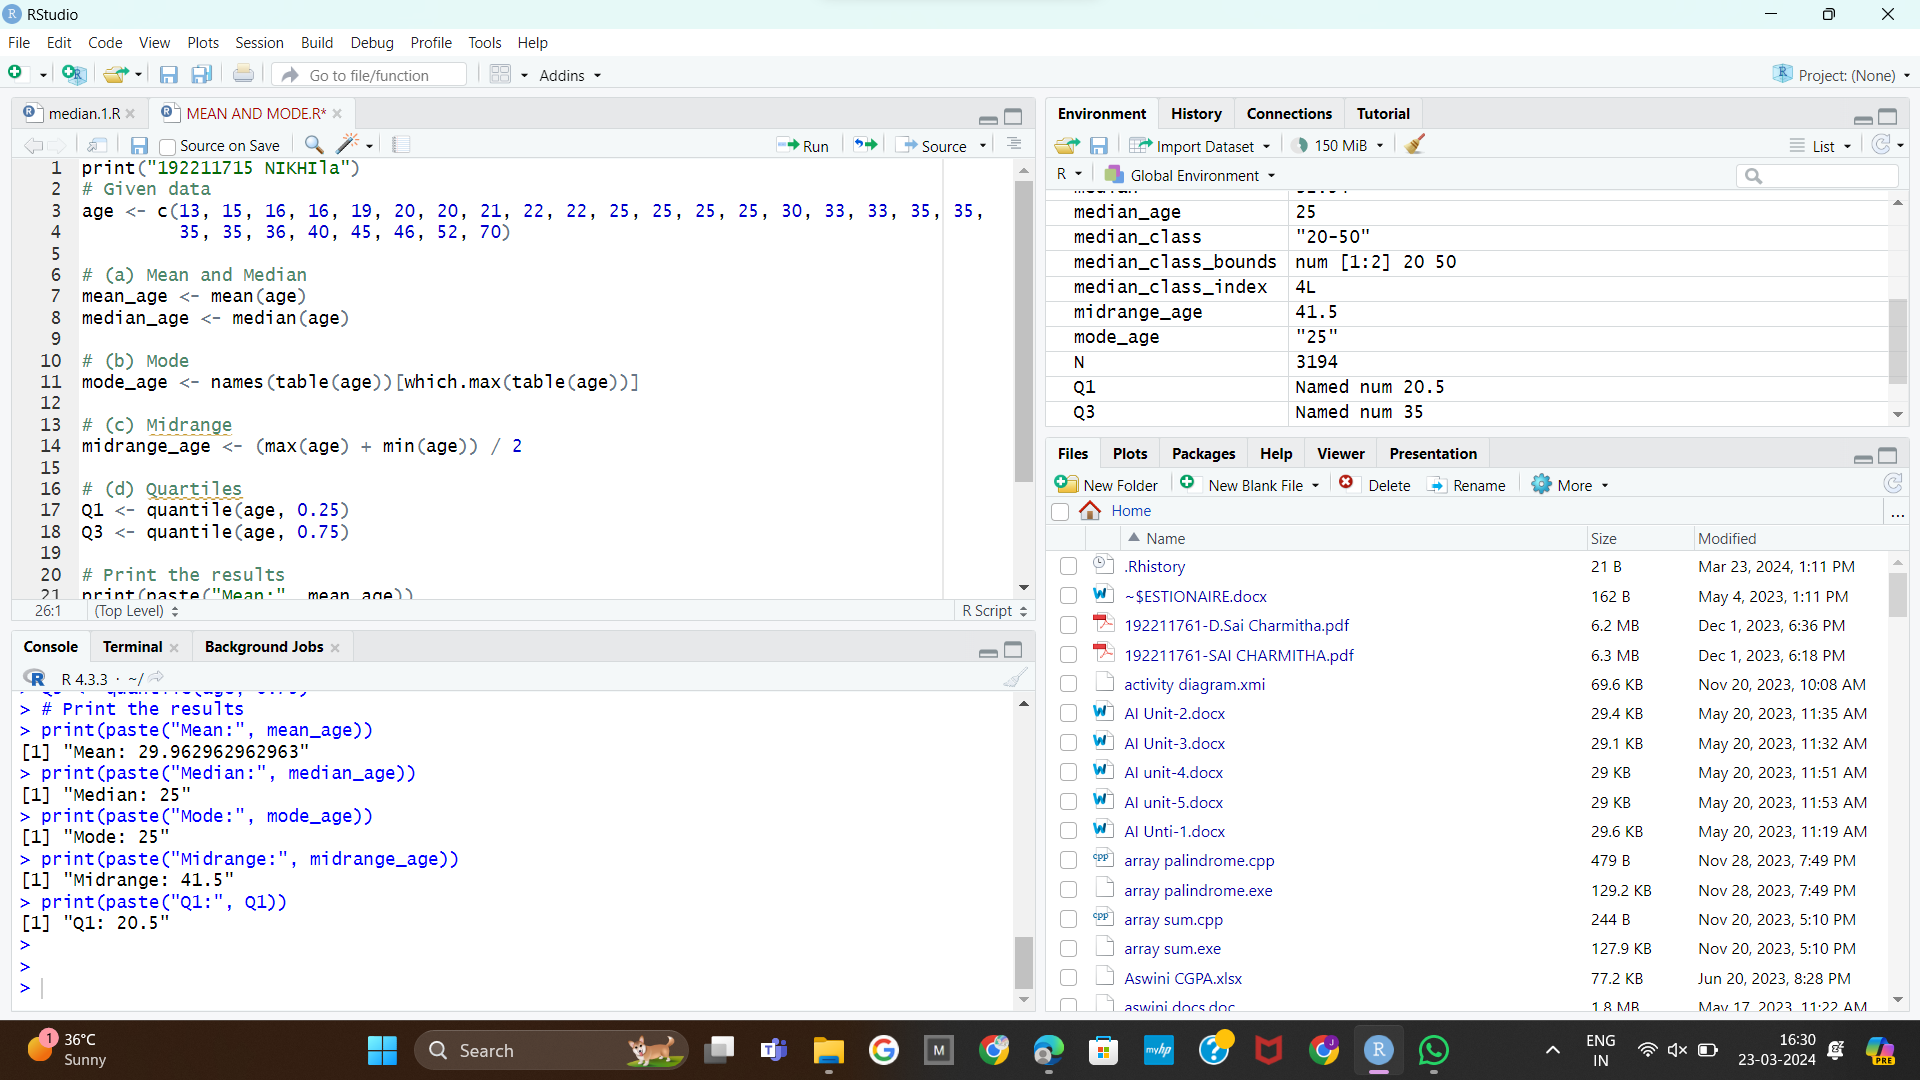 RStudio
File Edit Code View Plots Session Build Debug Profile Tools Help
Go to file/function Addins Project: (None)
median.1.R MEAN AND MODE.R*
Source on Save Run Source
1 print("192211715 NIKHIla")
2 # Given data
3 age <- c(13, 15, 16, 16, 19, 20, 20, 21, 22, 22, 25, 25, 25, 25, 30, 33, 33, 35, 35,
4 35, 35, 36, 40, 45, 46, 52, 70)
5
6 # (a) Mean and Median
7 mean_age <- mean(age)
8 median_age <- median(age)
9
10 # (b) Mode
11 mode_age <- names(table(age))[which.max(table(age))]
12
13 # (c) Midrange
14 midrange_age <- (max(age) + min(age)) / 2
15
16 # (d) Quartiles
17 Q1 <- quantile(age, 0.25)
18 Q3 <- quantile(age, 0.75)
19
20 # Print the results
21 print(paste("Mean:", mean_age))
26:1 (Top Level) R Script
Console Terminal Background Jobs
R 4.3.3 · ~/
> Q3 <- quantile(age, 0.75)
> # Print the results
> print(paste("Mean:", mean_age))
[1] "Mean: 29.962962962963"
> print(paste("Median:", median_age))
[1] "Median: 25"
> print(paste("Mode:", mode_age))
[1] "Mode: 25"
> print(paste("Midrange:", midrange_age))
[1] "Midrange: 41.5"
> print(paste("Q1:", Q1))
[1] "Q1: 20.5"
>
>
>
Environment History Connections Tutorial
Import Dataset 150 MiB List
R Global Environment
median
median_age 25
median_class "20-50"
median_class_bounds num [1:2] 20 50
median_class_index 4L
midrange_age 41.5
mode_age "25"
N 3194
Q1 Named num 20.5
Q3 Named num 35
Files Plots Packages Help Viewer Presentation
New Folder New Blank File Delete Rename More
Home ...
Name Size Modified
.Rhistory 21 B Mar 23, 2024, 1:11 PM
~$ESTIONAIRE.docx 162 B May 4, 2023, 1:11 PM
192211761-D.Sai Charmitha.pdf 6.2 MB Dec 1, 2023, 6:36 PM
192211761-SAI CHARMITHA.pdf 6.3 MB Dec 1, 2023, 6:18 PM
activity diagram.xmi 69.6 KB Nov 20, 2023, 10:08 AM
AI Unit-2.docx 29.4 KB May 20, 2023, 11:35 AM
AI Unit-3.docx 29.1 KB May 20, 2023, 11:32 AM
AI unit-4.docx 29 KB May 20, 2023, 11:51 AM
AI unit-5.docx 29 KB May 20, 2023, 11:53 AM
AI Unti-1.docx 29.6 KB May 20, 2023, 11:19 AM
array palindrome.cpp 479 B Nov 28, 2023, 7:49 PM
array palindrome.exe 129.2 KB Nov 28, 2023, 7:49 PM
array sum.cpp 244 B Nov 20, 2023, 5:10 PM
array sum.exe 127.9 KB Nov 20, 2023, 5:10 PM
Aswini CGPA.xlsx 77.2 KB Jun 20, 2023, 8:28 PM
aswini docs.doc 1.8 MB May 17, 2023, 11:22 AM
1 36°C
Sunny
Search
ENG
IN
16:30
23-03-2024